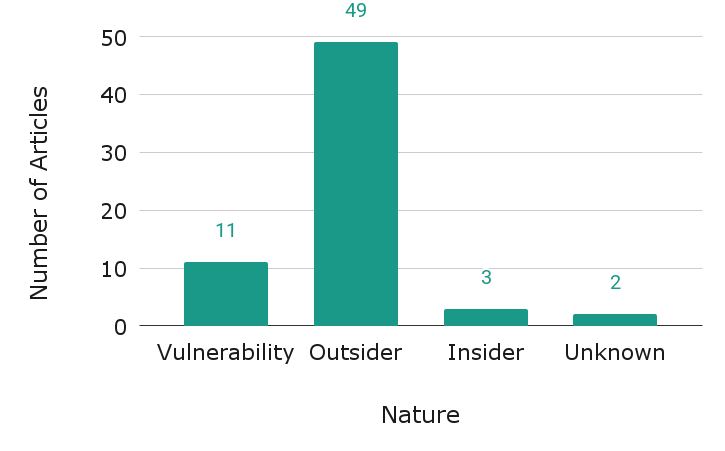 49
50
40
30
20
10
0
11
3
2
Number of Articles
Vulnerability
Outsider
Insider
Unknown
Nature